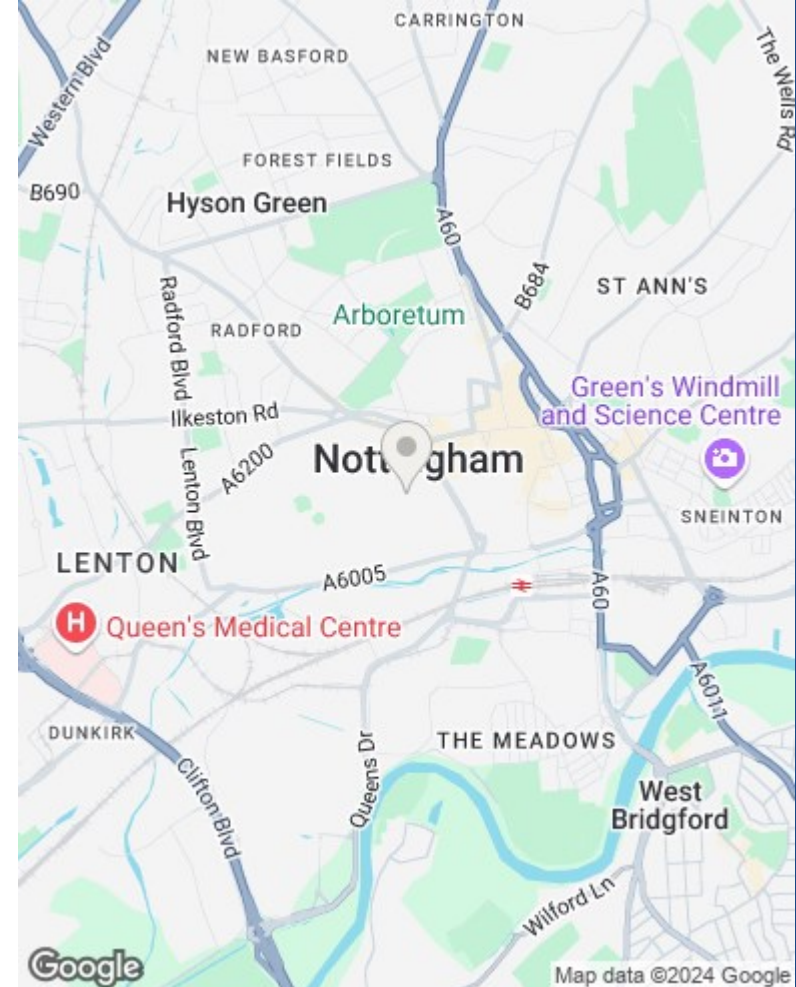 CARRINGTON
NEW BASFORD
The Wells Rd
Western Blvd
FOREST FIELDS
B690
Hyson Green
A60
B684
ST ANN'S
Radford Blvd
Arboretum
RADFORD
Green's Windmill
and Science Centre
Ilkeston Rd
A6200
Lenton Blvd
Nottingham
SNEINTON
LENTON
A6005
A60
Queen's Medical Centre
H
A6011
DUNKIRK
THE MEADOWS
Queens Dr
Clifton Blvd
West
Bridgford
Wilford Ln
Google
Map data ©2024 Google